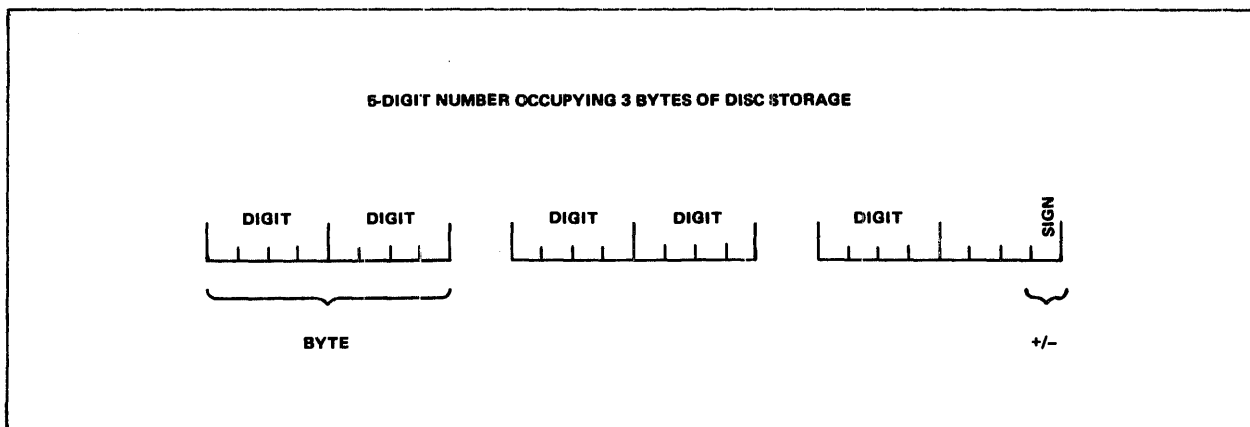 5-DIGIT NUMBER OCCUPYING 3 BYTES OF DISC STORAGE
DIGIT DIGIT DIGIT DIGIT DIGIT SIGN
BYTE +/–